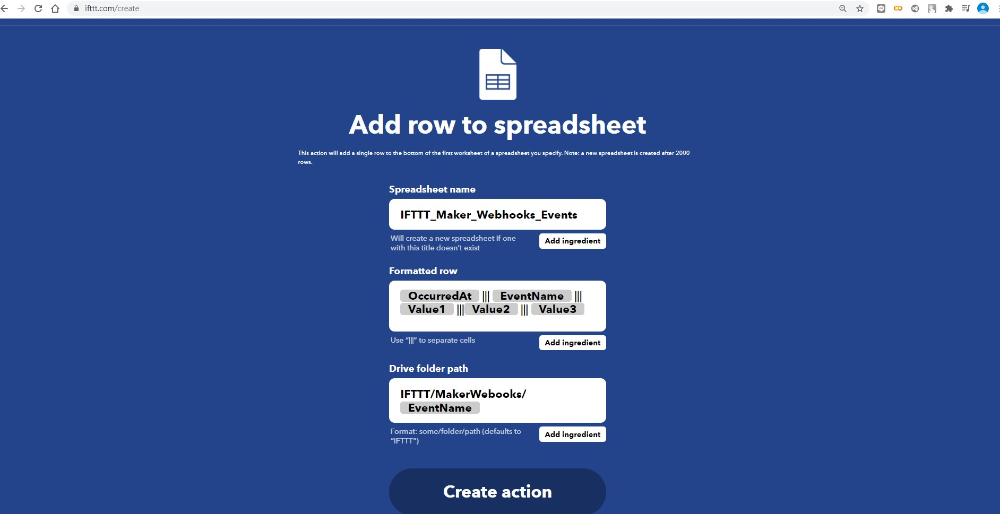 ifttt.com/create
Add row to spreadsheet
This action will add a single row to the bottom of the first worksheet of a spreadsheet you specify. Note: a new spreadsheet is created after 2000
rows.
Spreadsheet name
IFTTT_Maker_Webhooks_Events
Will create a new spreadsheet if one
with this title doesn't exist
Add ingredient
Formatted row
OccurredAt ||| EventName |||
Value1 ||| Value2 ||| Value3
Use “|||” to separate cells
Add ingredient
Drive folder path
IFTTT/MakerWebooks/
EventName
Format: some/folder/path (defaults to
“IFTTT”)
Add ingredient
Create action